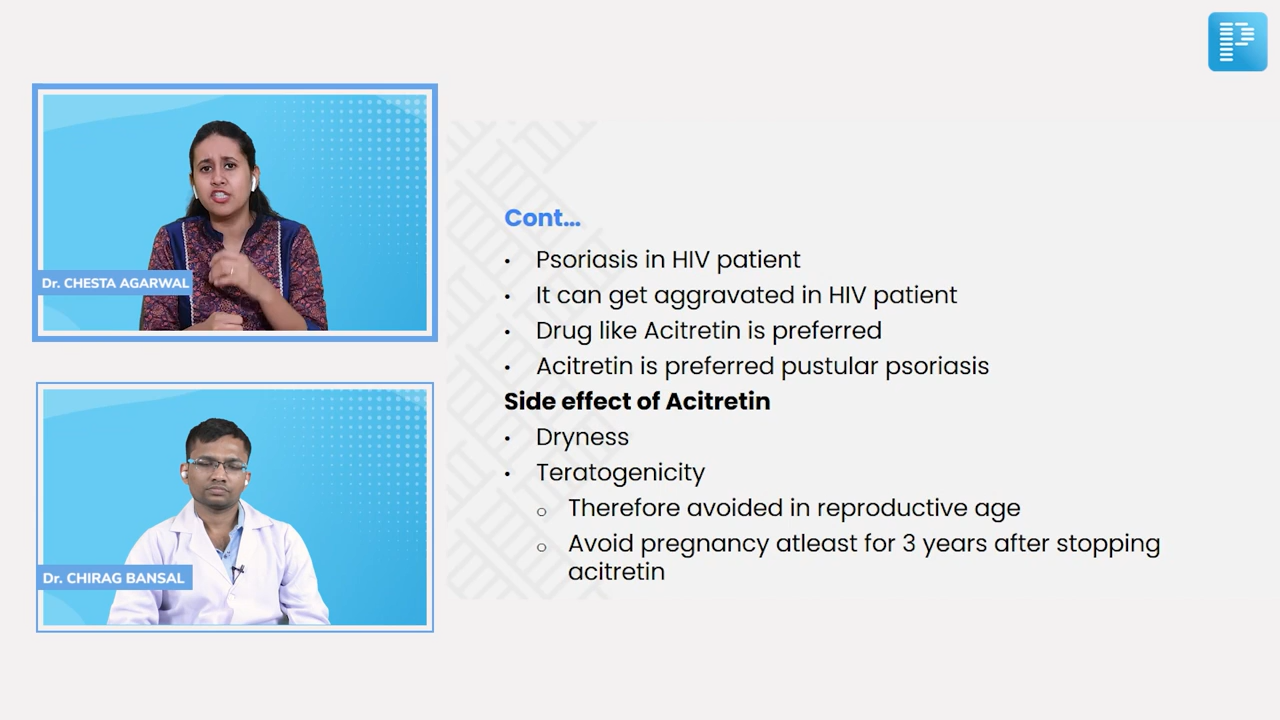 Dr. CHESTA AGARWAL
Dr. CHIRAG BANSAL
Cont...
• Psoriasis in HIV patient
• It can get aggravated in HIV patient
• Drug like Acitretin is preferred
• Acitretin is preferred pustular psoriasis
Side effect of Acitretin
• Dryness
• Teratogenicity
o Therefore avoided in reproductive age
o Avoid pregnancy atleast for 3 years after stopping
acitretin